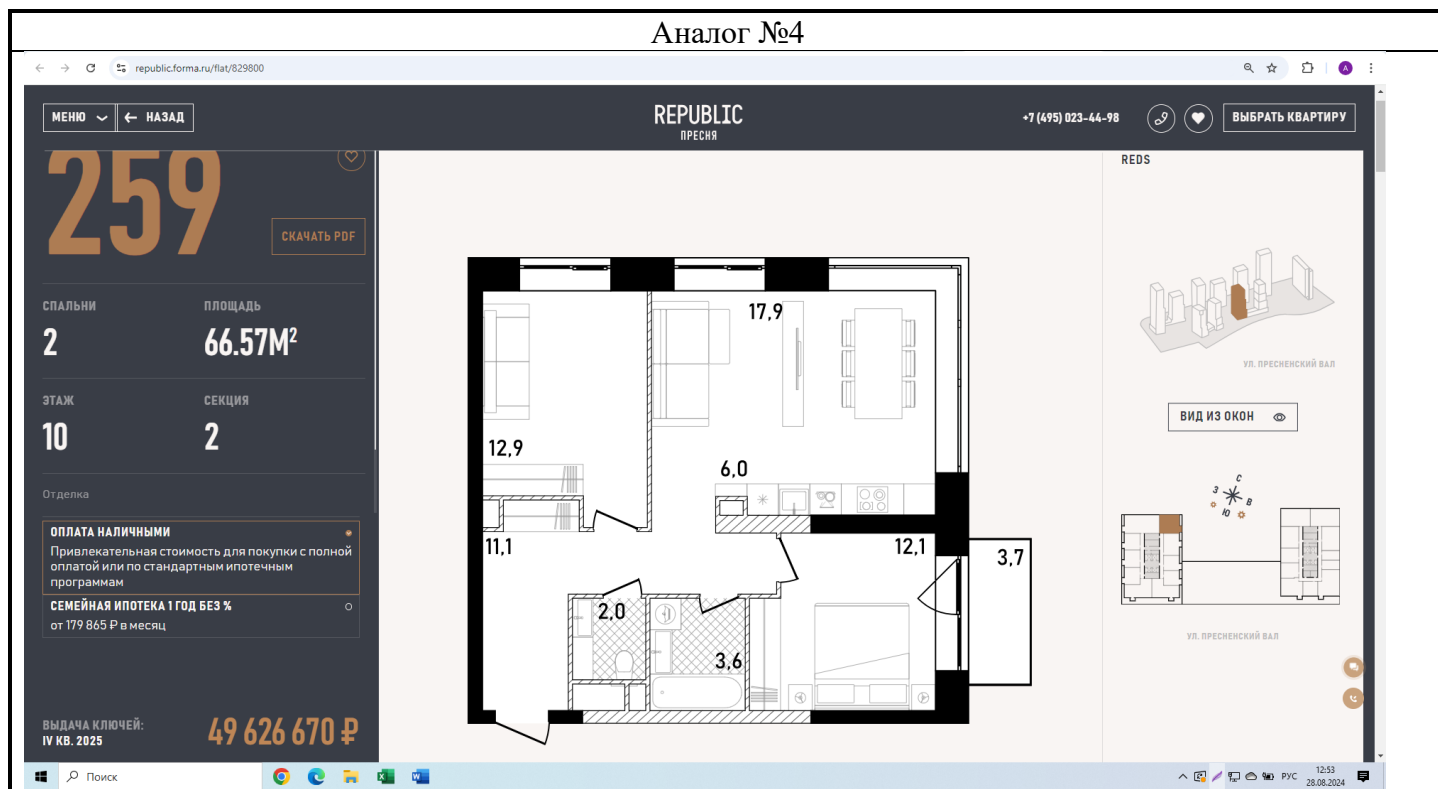 Аналог №4
republic.forma.ru/flat/829800
A
МЕНЮ
НАЗАД
REPUBLIC
ПРЕСНЯ
+7 (495) 023-44-98
ВЫБРАТЬ КВАРТИРУ
259
СКАЧАТЬ PDF
СПАЛЬНИ
ПЛОЩАДЬ
2
66.57М²
ЭТАЖ
СЕКЦИЯ
10
2
Отделка
ОПЛАТА НАЛИЧНЫМИ
Привлекательная стоимость для покупки с полной
оплатой или по стандартным ипотечным
программам
СЕМЕЙНАЯ ИПОТЕКА 1 ГОД БЕЗ %
от 179 865 ₽ в месяц
ВЫДАЧА КЛЮЧЕЙ:
IV КВ. 2025
49 626 670 ₽
17,9
12,9
6,0
11,1
12,1
3,7
2,0
3,6
REDS
УЛ. ПРЕСНЕНСКИЙ ВАЛ
ВИД ИЗ ОКОН
С
З
В
Ю
УЛ. ПРЕСНЕНСКИЙ ВАЛ
Поиск
РУС
12:53
28.08.2024